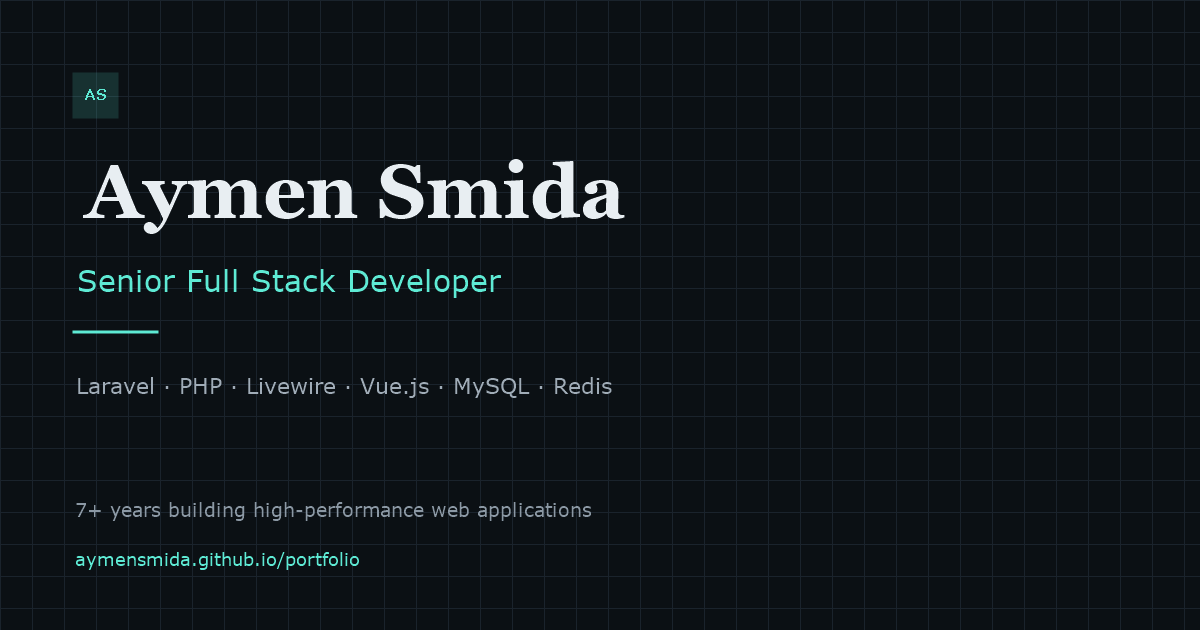 AS
Aymen Smida
Senior Full Stack Developer
Laravel · PHP · Livewire · Vue.js · MySQL · Redis
7+ years building high-performance web applications
aymensmida.github.io/portfolio